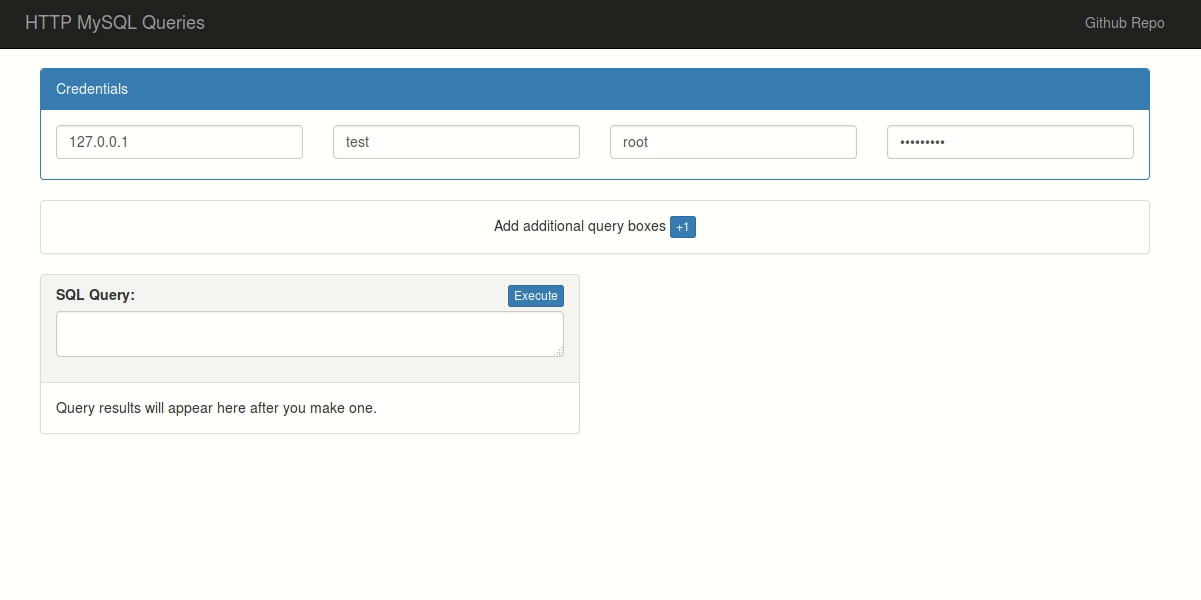 HTTP MySQL Queries Github Repo
Credentials
127.0.0.1 test root •••••••••
Add additional query boxes +1
SQL Query: Execute
Query results will appear here after you make one.